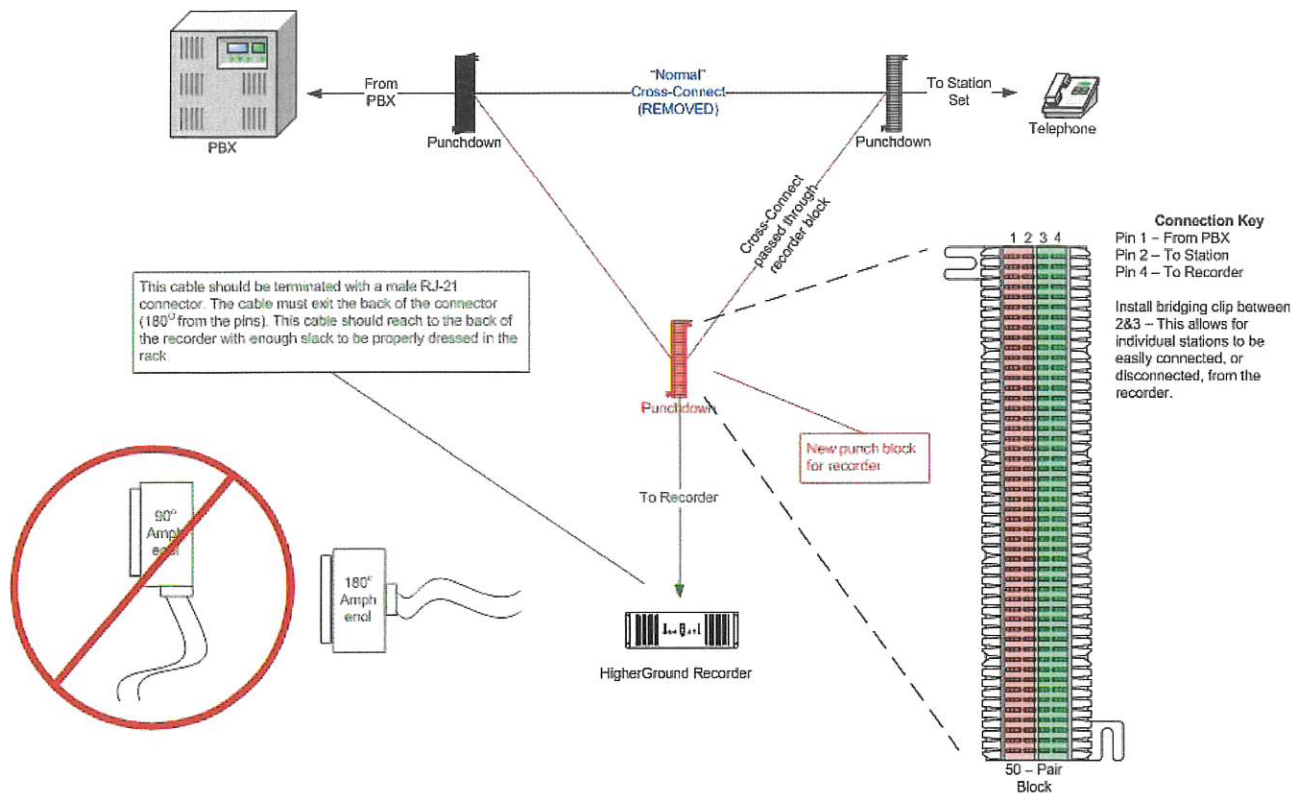 "Normal"
Cross-Connect
(REMOVED)
From
PBX
To Station
Set
PBX
Punchdown
Punchdown
Telephone
Cross-Connect
passed through
recorder block
Connection Key
Pin 1 – From PBX
Pin 2 – To Station
Pin 4 – To Recorder
Install bridging clip between
2&3 – This allows for
individual stations to be
easily connected, or
disconnected, from the
recorder.
1 2 3 4
This cable should be terminated with a male RJ-21
connector. The cable must exit the back of the connector
(180° from the pins). This cable should reach to the back of
the recorder with enough slack to be properly dressed in the
rack.
Punchdown
New punch block
for recorder
To Recorder
90°
Amph
enol
180°
Amph
enol
HigherGround Recorder
50 – Pair
Block